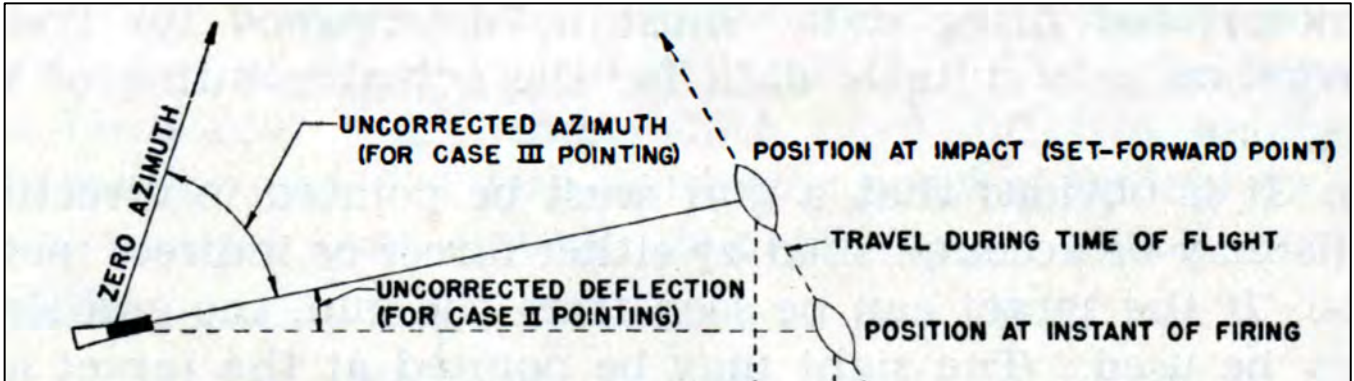 ZERO AZIMUTH
UNCORRECTED AZIMUTH
(FOR CASE III POINTING)
POSITION AT IMPACT (SET-FORWARD POINT)
TRAVEL DURING TIME OF FLIGHT
UNCORRECTED DEFLECTION
(FOR CASE II POINTING)
POSITION AT INSTANT OF FIRING